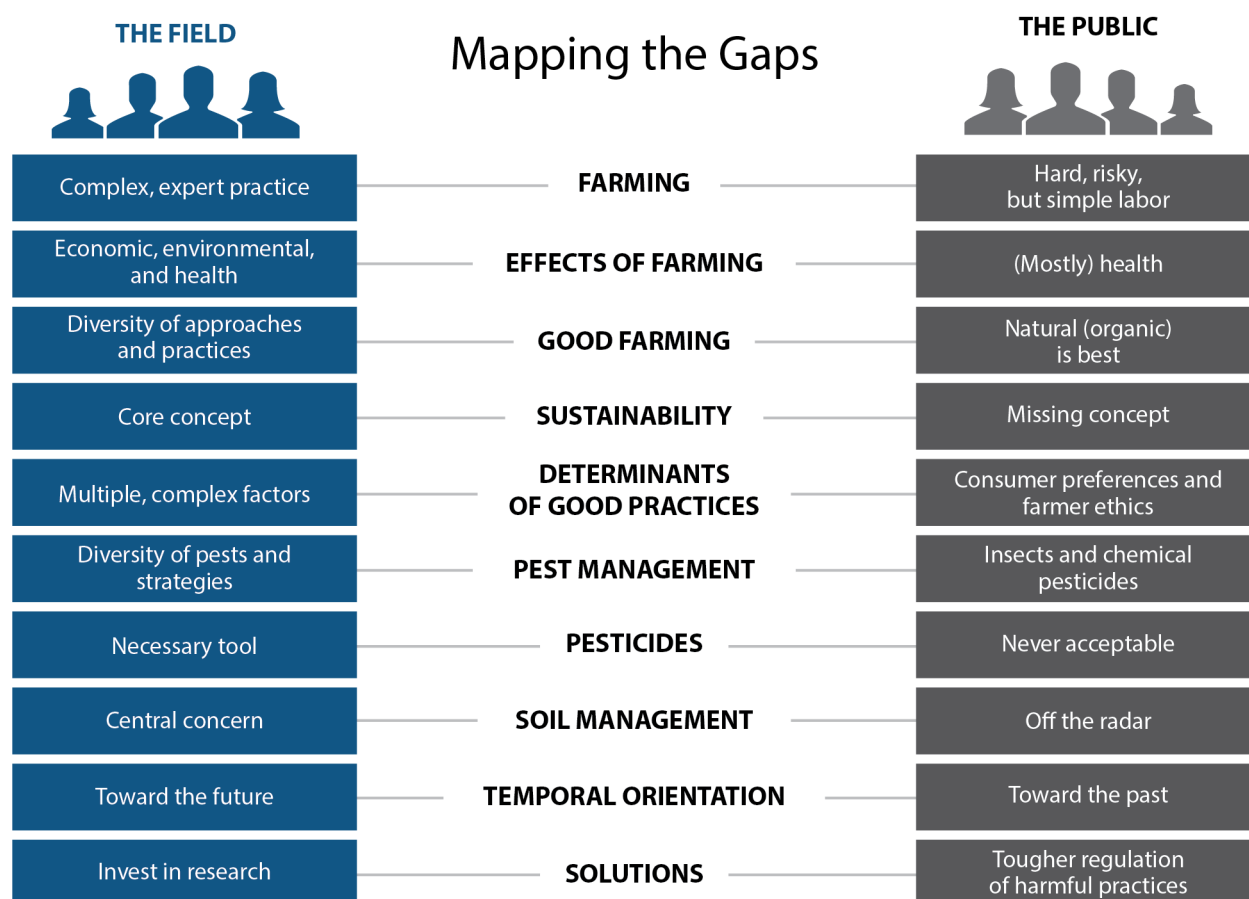 THE FIELD
Mapping the Gaps
THE PUBLIC
Complex, expert practice
FARMING
Hard, risky,
but simple labor
Economic, environmental,
and health
EFFECTS OF FARMING
(Mostly) health
Diversity of approaches
and practices
GOOD FARMING
Natural (organic)
is best
Core concept
SUSTAINABILITY
Missing concept
Multiple, complex factors
DETERMINANTS
OF GOOD PRACTICES
Consumer preferences and
farmer ethics
Diversity of pests and
strategies
PEST MANAGEMENT
Insects and chemical
pesticides
Necessary tool
PESTICIDES
Never acceptable
Central concern
SOIL MANAGEMENT
Off the radar
Toward the future
TEMPORAL ORIENTATION
Toward the past
Invest in research
SOLUTIONS
Tougher regulation
of harmful practices